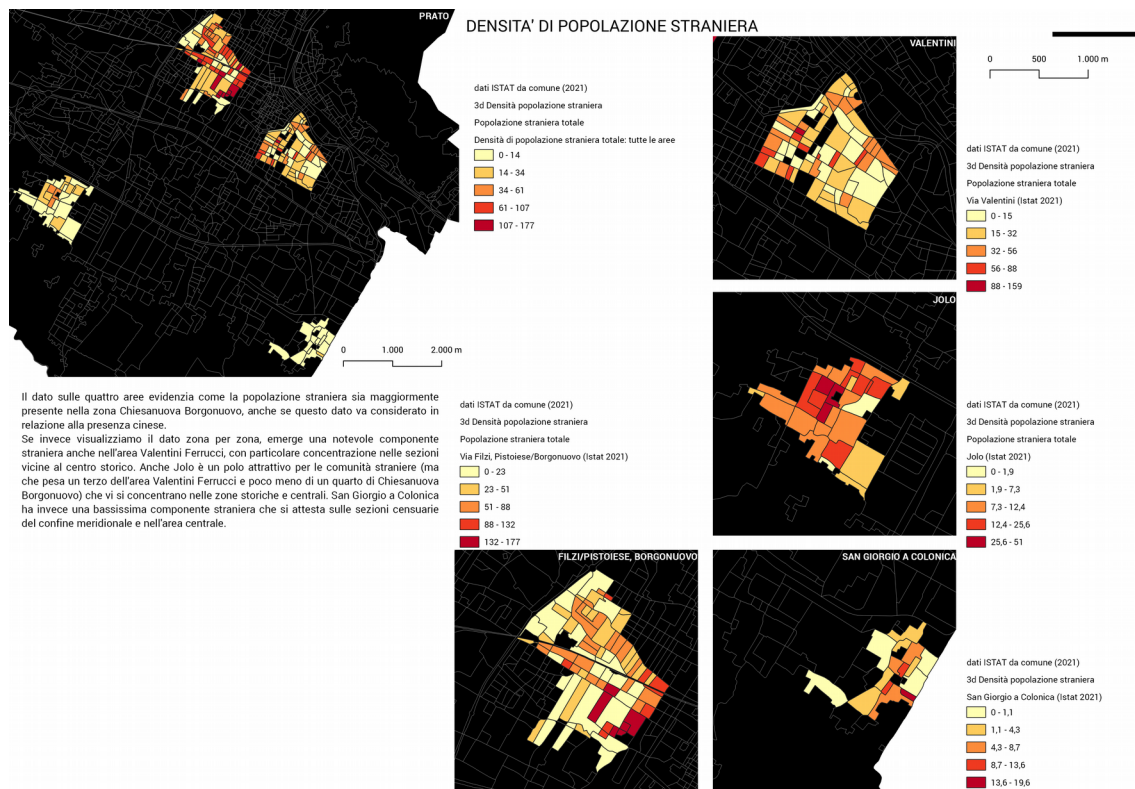 PRATO
DENSITA' DI POPOLAZIONE STRANIERA
dati ISTAT da comune (2021)
3d Densità popolazione straniera
Popolazione straniera totale
Densità di popolazione straniera totale: tutte le aree
0 - 14
14 - 34
34 - 61
61 - 107
107 - 177
0 1.000 2.000 m
VALENTINI
0 500 1.000 m
dati ISTAT da comune (2021)
3d Densità popolazione straniera
Popolazione straniera totale
Via Valentini (Istat 2021)
0 - 15
15 - 32
32 - 56
56 - 88
88 - 159
Il dato sulle quattro aree evidenzia come la popolazione straniera sia maggiormente
presente nella zona Chiesanuova Borgonuovo, anche se questo dato va considerato in
relazione alla presenza cinese.
Se invece visualizziamo il dato zona per zona, emerge una notevole componente
straniera anche nell'area Valentini Ferrucci, con particolare concentrazione nelle sezioni
vicine al centro storico. Anche Jolo è un polo attrattivo per le comunità straniere (ma
che pesa un terzo dell'area Valentini Ferrucci e poco meno di un quarto di Chiesanuova
Borgonuovo) che vi si concentrano nelle zone storiche e centrali. San Giorgio a Colonica
ha invece una bassissima componente straniera che si attesta sulle sezioni censuarie
del confine meridionale e nell'area centrale.
dati ISTAT da comune (2021)
3d Densità popolazione straniera
Popolazione straniera totale
Via Filzi, Pistoiese/Borgonuovo (Istat 2021)
0 - 23
23 - 51
51 - 88
88 - 132
132 - 177
JOLO
dati ISTAT da comune (2021)
3d Densità popolazione straniera
Popolazione straniera totale
Jolo (Istat 2021)
0 - 1,9
1,9 - 7,3
7,3 - 12,4
12,4 - 25,6
25,6 - 51
FILZI/PISTOIESE, BORGONUOVO
SAN GIORGIO A COLONICA
dati ISTAT da comune (2021)
3d Densità popolazione straniera
San Giorgio a Colonica (Istat 2021)
0 - 1,1
1,1 - 4,3
4,3 - 8,7
8,7 - 13,6
13,6 - 19,6